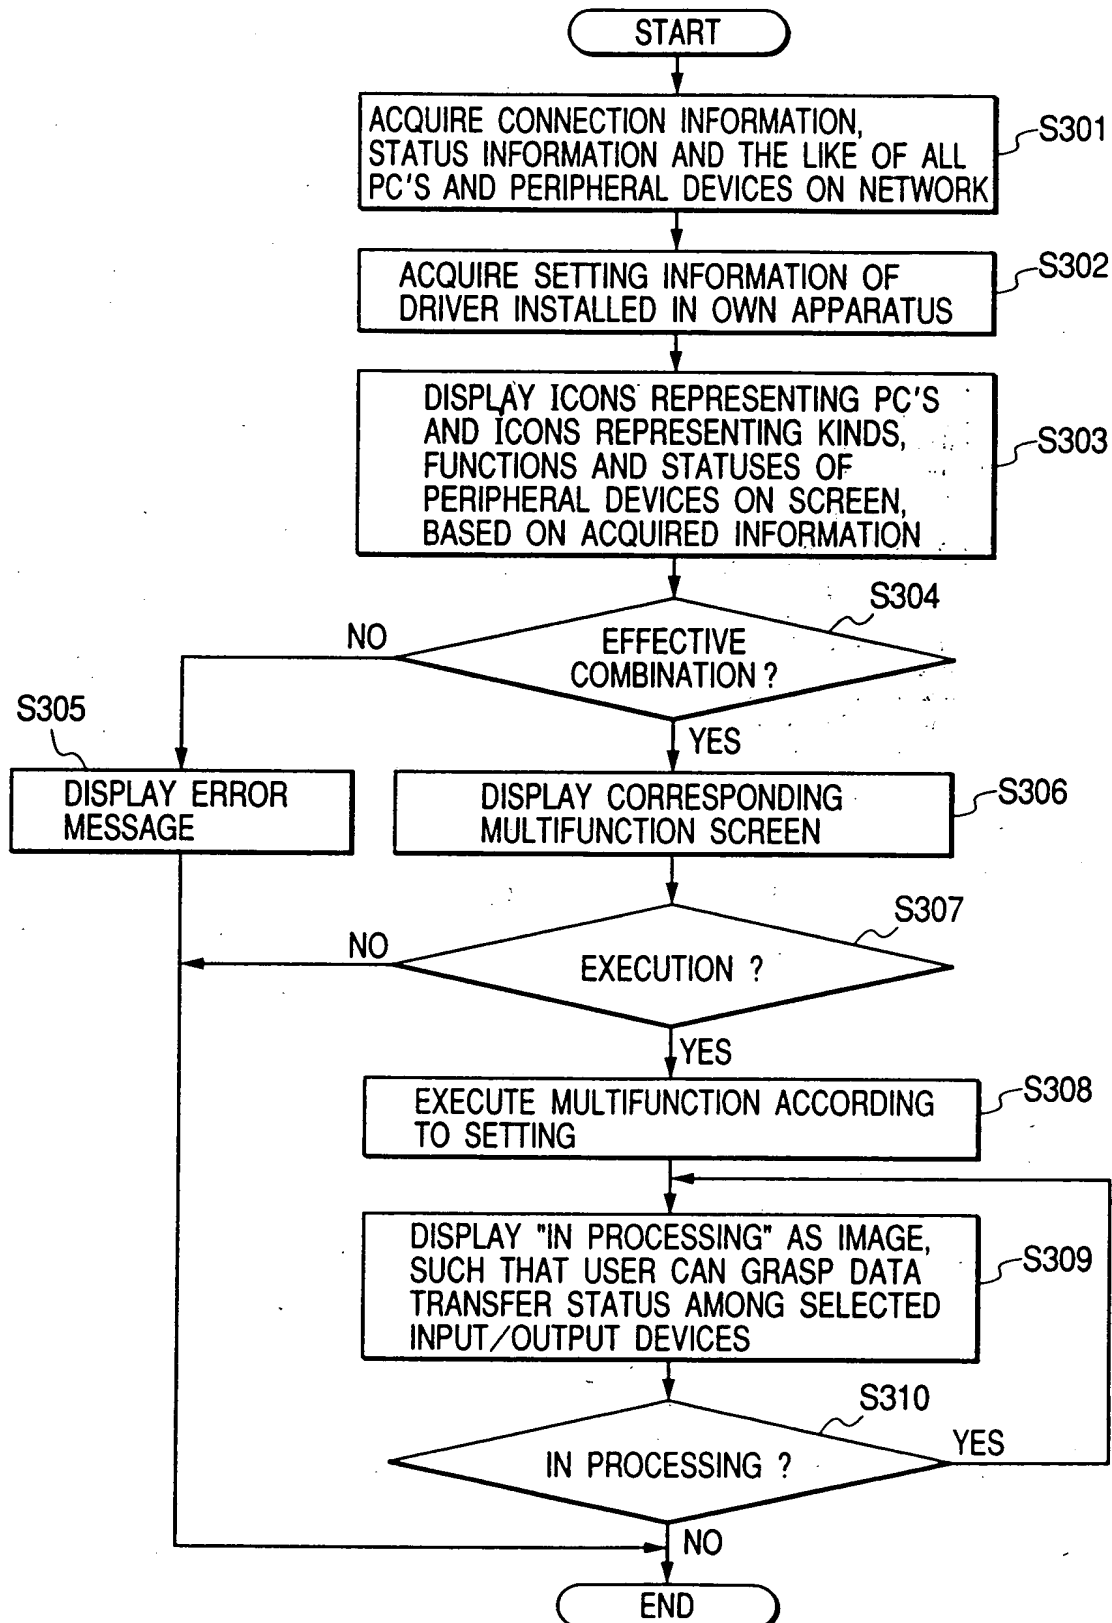 START
ACQUIRE CONNECTION INFORMATION,
STATUS INFORMATION AND THE LIKE OF ALL
PC'S AND PERIPHERAL DEVICES ON NETWORK
S301
ACQUIRE SETTING INFORMATION OF
DRIVER INSTALLED IN OWN APPARATUS
S302
DISPLAY ICONS REPRESENTING PC'S
AND ICONS REPRESENTING KINDS,
FUNCTIONS AND STATUSES OF
PERIPHERAL DEVICES ON SCREEN,
BASED ON ACQUIRED INFORMATION
S303
S304
NO
EFFECTIVE
COMBINATION ?
YES
S305
DISPLAY ERROR
MESSAGE
DISPLAY CORRESPONDING
MULTIFUNCTION SCREEN
S306
S307
NO
EXECUTION ?
YES
EXECUTE MULTIFUNCTION ACCORDING
TO SETTING
S308
DISPLAY "IN PROCESSING" AS IMAGE,
SUCH THAT USER CAN GRASP DATA
TRANSFER STATUS AMONG SELECTED
INPUT/OUTPUT DEVICES
S309
S310
IN PROCESSING ?
YES
NO
END